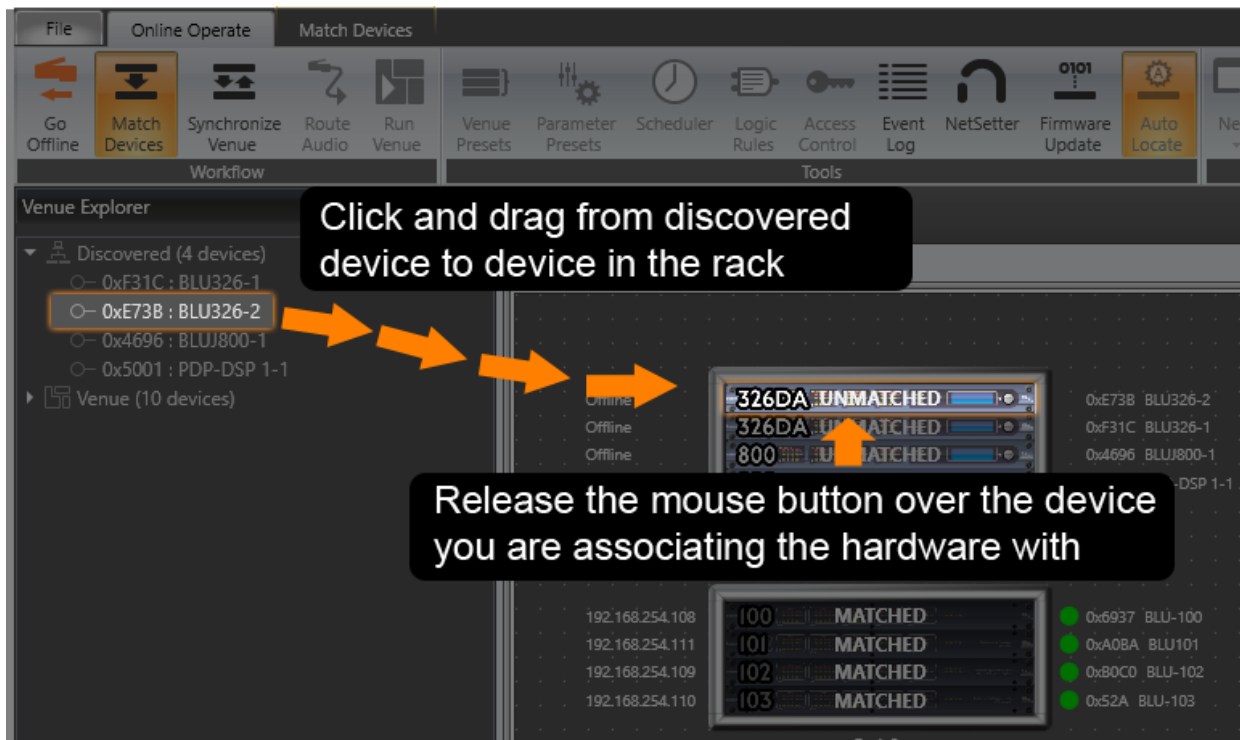 File Online Operate Match Devices
Go Offline
Match Devices
Synchronize Venue
Route Audio
Run Venue
Venue Presets
Parameter Presets
Scheduler
Logic Rules
Access Control
Event Log
NetSetter
Firmware Update
Auto Locate
Ne
Workflow
Tools
Venue Explorer
Click and drag from discovered
device to device in the rack
Discovered (4 devices)
0xF31C : BLU326-1
0xE73B : BLU326-2
0x4696 : BLUJ800-1
0x5001 : PDP-DSP 1-1
Venue (10 devices)
Offline 326DA UNMATCHED 0xE73B BLU326-2
Offline 326DA UNMATCHED 0xF31C BLU326-1
Offline 800 UNMATCHED 0x4696 BLUJ800-1
-DSP 1-1
Release the mouse button over the device
you are associating the hardware with
192.168.254.108 100 MATCHED 0x6937 BLU-100
192.168.254.111 101 MATCHED 0xA0BA BLU101
192.168.254.109 102 MATCHED 0xB0C0 BLU-102
192.168.254.110 103 MATCHED 0x52A BLU-103